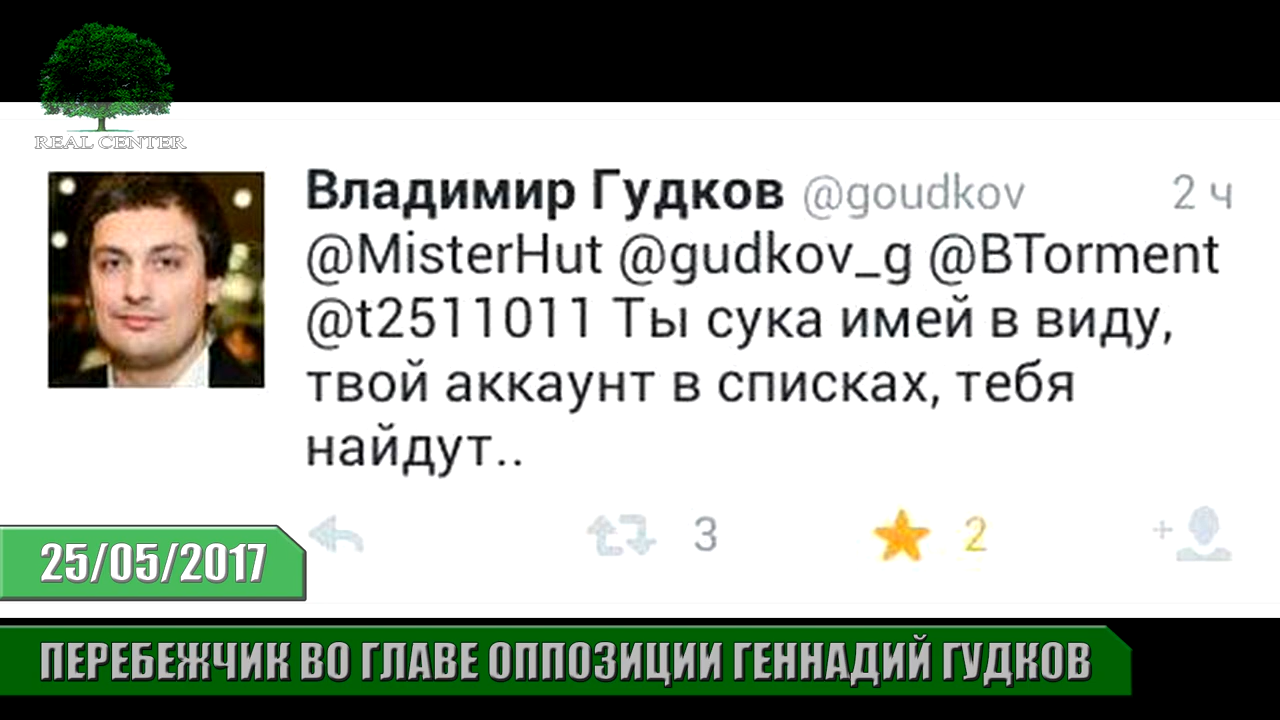 REAL CENTER
Владимир Гудков @goudkov 2 ч
@MisterHut @gudkov_g @BTorment
@t2511011 Ты сука имей в виду,
твой аккаунт в списках, тебя
найдут..
3 2
25/05/2017
ПЕРЕБЕЖЧИК ВО ГЛАВЕ ОППОЗИЦИИ ГЕННАДИЙ ГУДКОВ